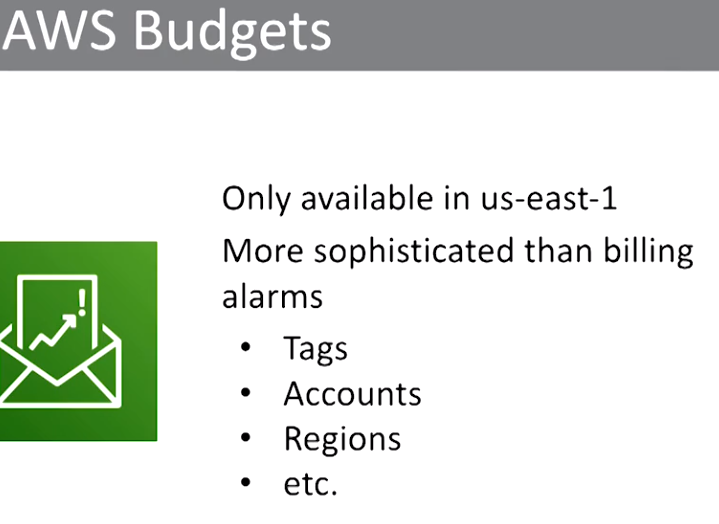 AWS Budgets
Only available in us-east-1
More sophisticated than billing
alarms
• Tags
• Accounts
• Regions
• etc.